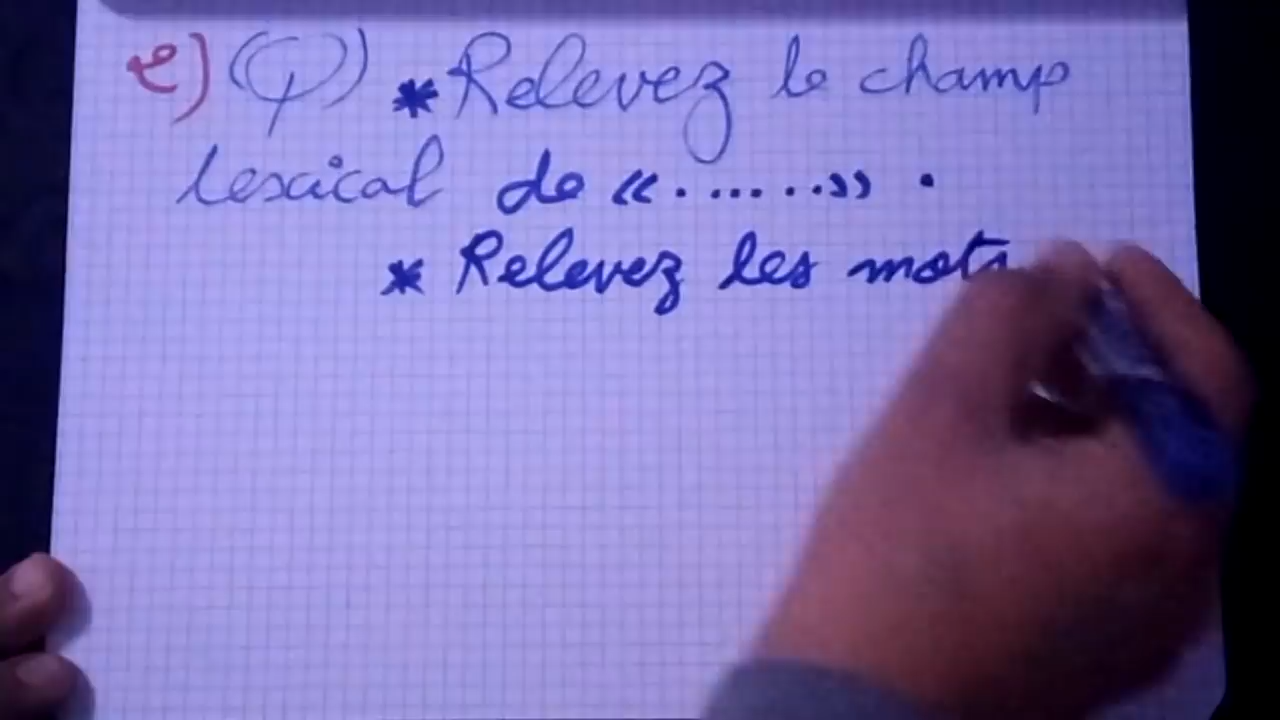 e) (Q) * Relevez le champ
lexical de «.......» .
* Relevez les mots